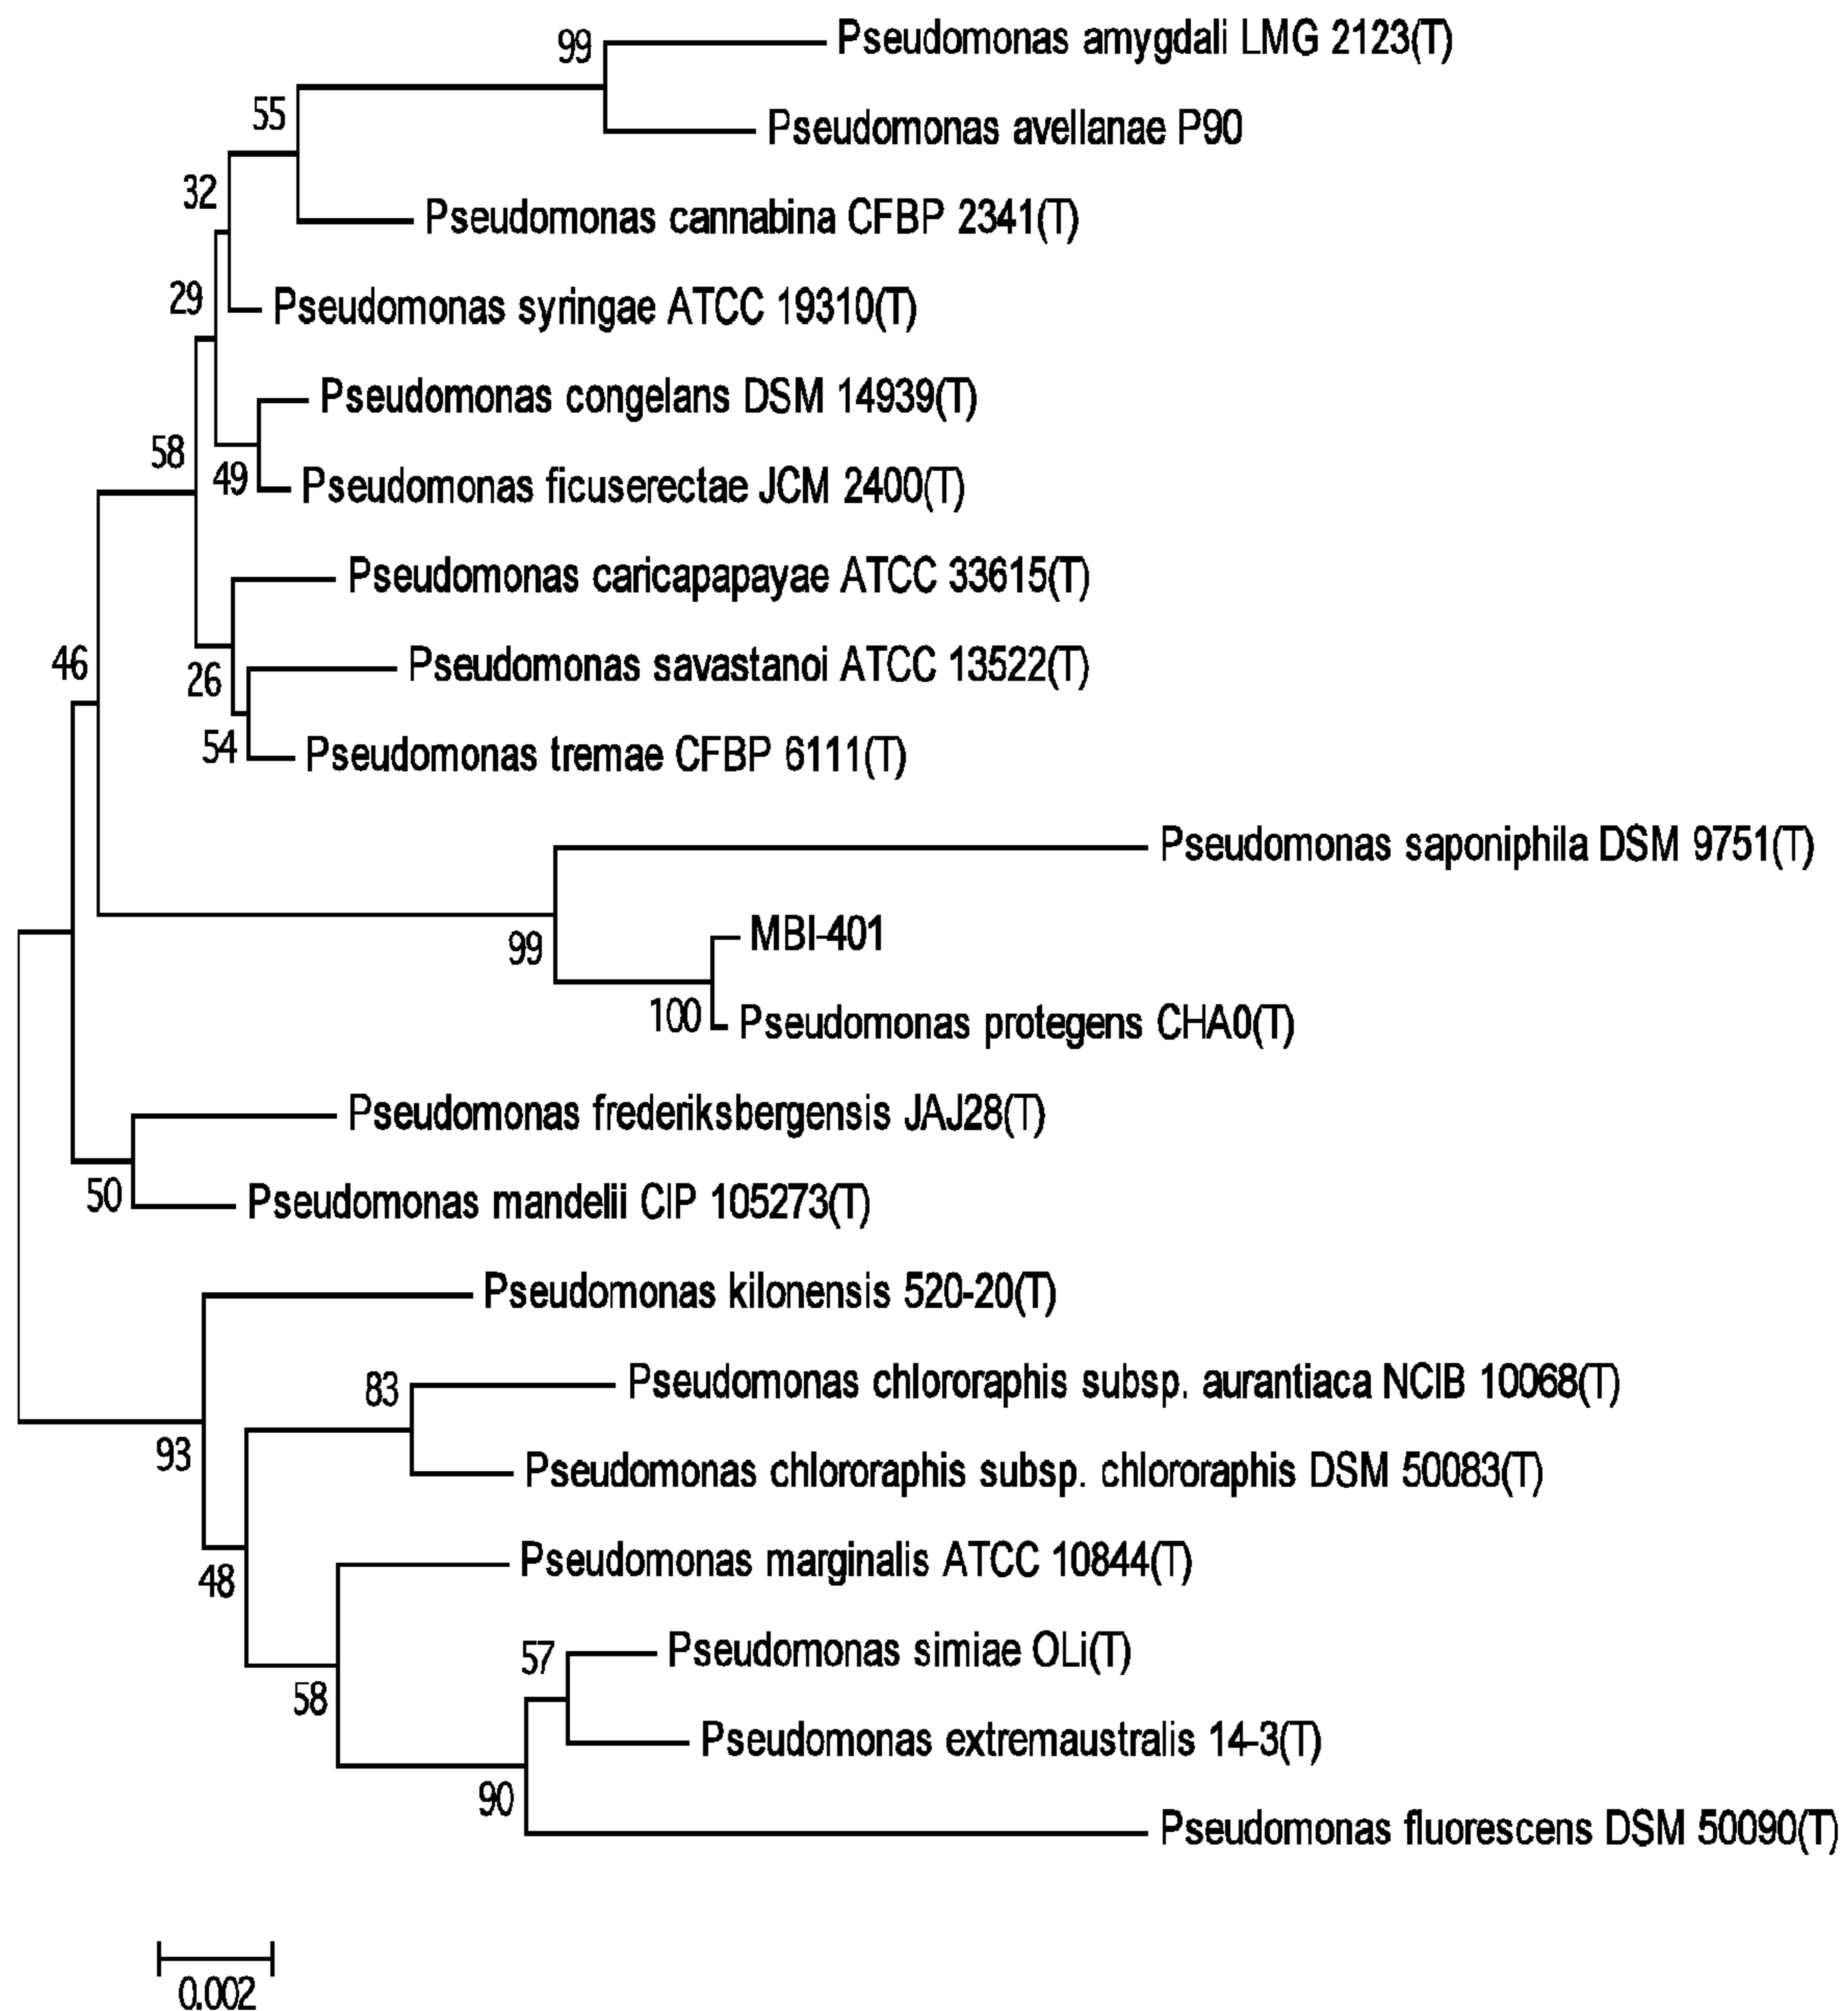 99
Pseudomonas amygdali LMG 2123(T)
55
Pseudomonas avellanae P90
32
Pseudomonas cannabina CFBP 2341(T)
29
Pseudomonas syringae ATCC 19310(T)
Pseudomonas congelans DSM 14939(T)
58
49
Pseudomonas ficuserectae JCM 2400(T)
Pseudomonas caricapapayae ATCC 33615(T)
46
26
Pseudomonas savastanoi ATCC 13522(T)
54
Pseudomonas tremae CFBP 6111(T)
Pseudomonas saponiphila DSM 9751(T)
99
MBI-401
100
Pseudomonas protegens CHA0(T)
Pseudomonas frederiksbergensis JAJ28(T)
50
Pseudomonas mandelii CIP 105273(T)
Pseudomonas kilonensis 520-20(T)
83
Pseudomonas chlororaphis subsp. aurantiaca NCIB 10068(T)
93
Pseudomonas chlororaphis subsp. chlororaphis DSM 50083(T)
48
Pseudomonas marginalis ATCC 10844(T)
57
Pseudomonas simiae OLi(T)
58
Pseudomonas extremaustralis 14-3(T)
90
Pseudomonas fluorescens DSM 50090(T)
0.002